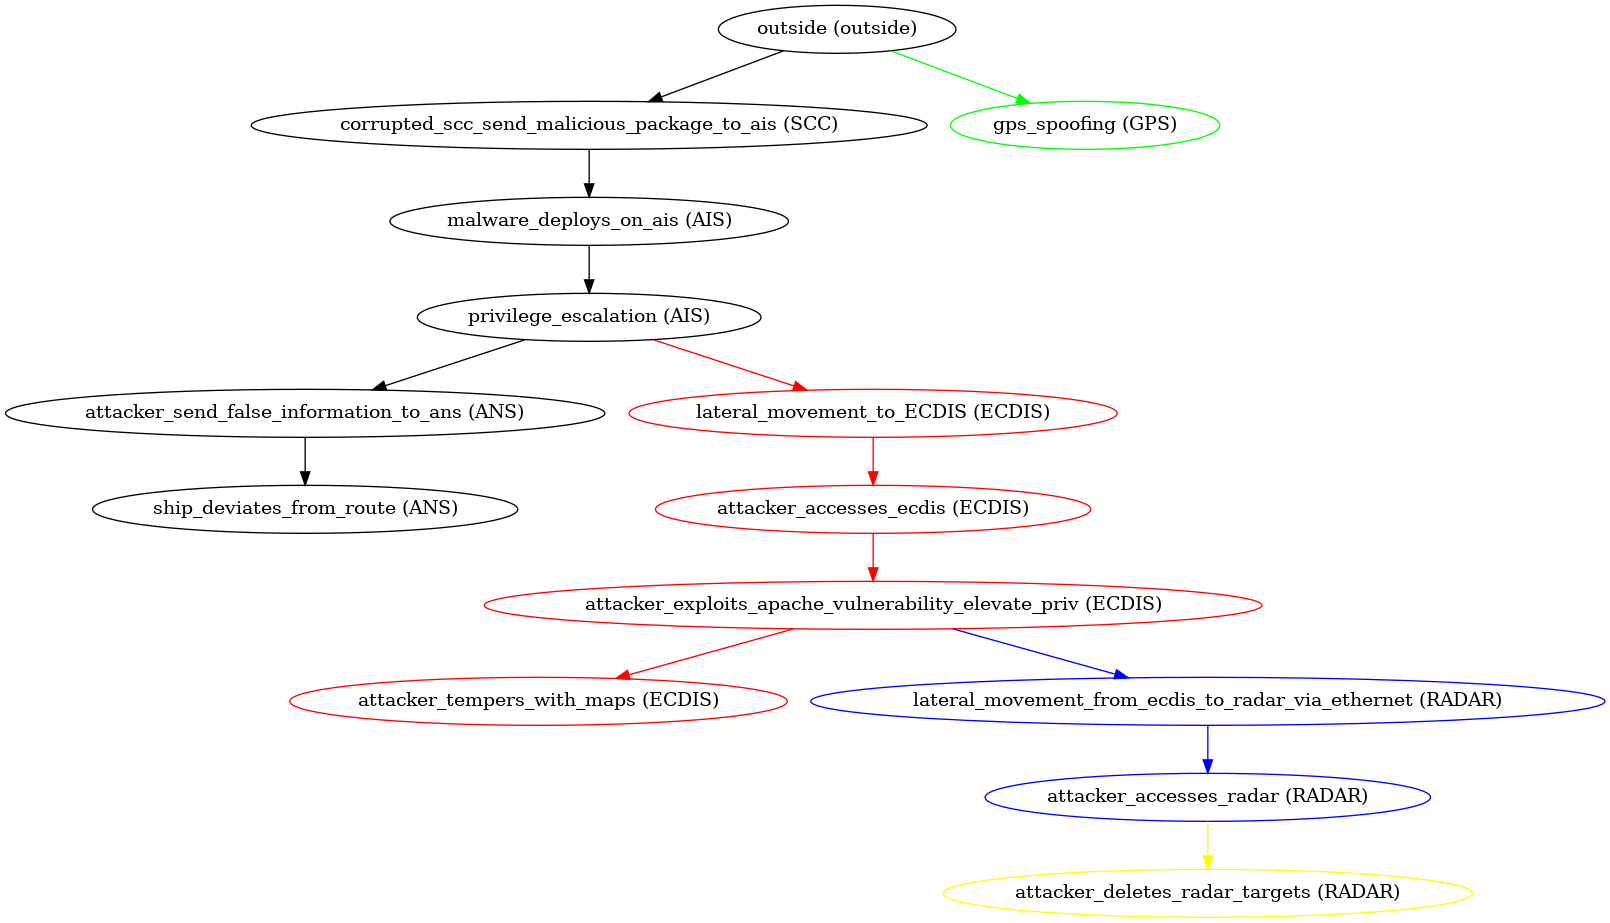 outside (outside)
corrupted_scc_send_malicious_package_to_ais (SCC)
gps_spoofing (GPS)
malware_deploys_on_ais (AIS)
privilege_escalation (AIS)
attacker_send_false_information_to_ans (ANS)
lateral_movement_to_ECDIS (ECDIS)
ship_deviates_from_route (ANS)
attacker_accesses_ecdis (ECDIS)
attacker_exploits_apache_vulnerability_elevate_priv (ECDIS)
attacker_tempers_with_maps (ECDIS)
lateral_movement_from_ecdis_to_radar_via_ethernet (RADAR)
attacker_accesses_radar (RADAR)
attacker_deletes_radar_targets (RADAR)